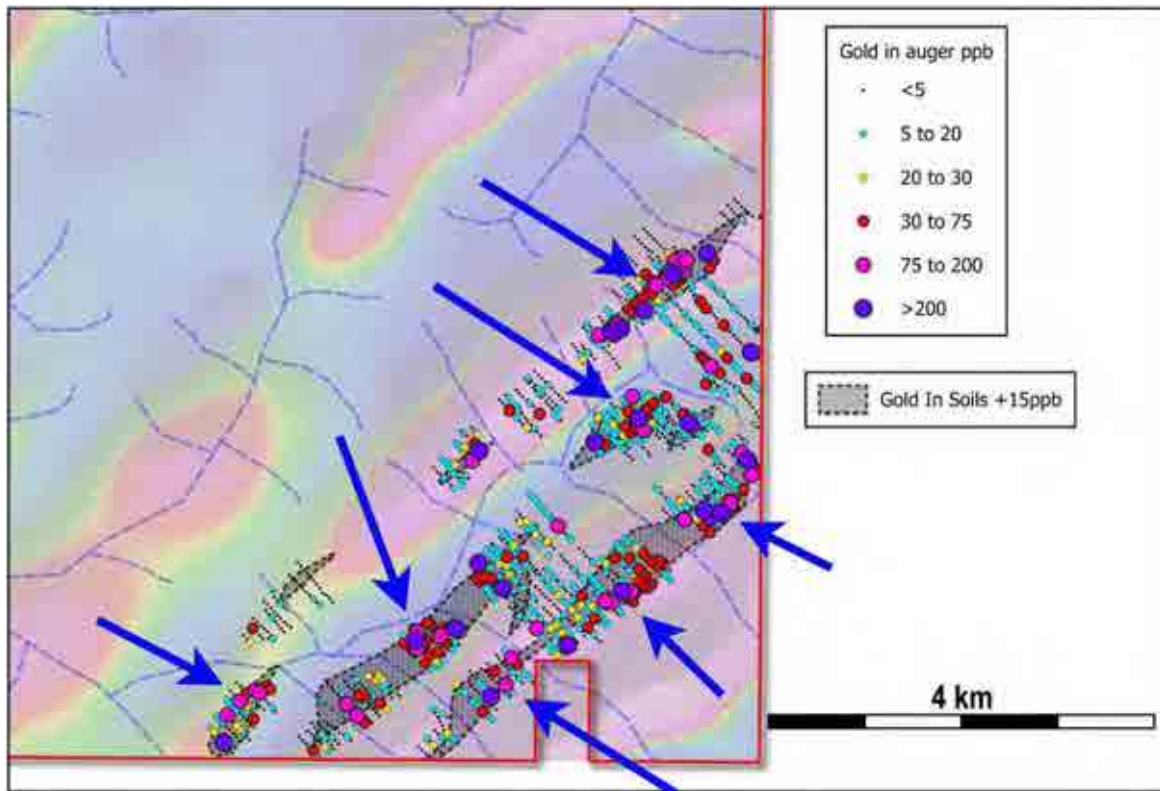 Gold in auger ppb
<5
5 to 20
20 to 30
30 to 75
75 to 200
>200
Gold In Soils +15ppb
4 km